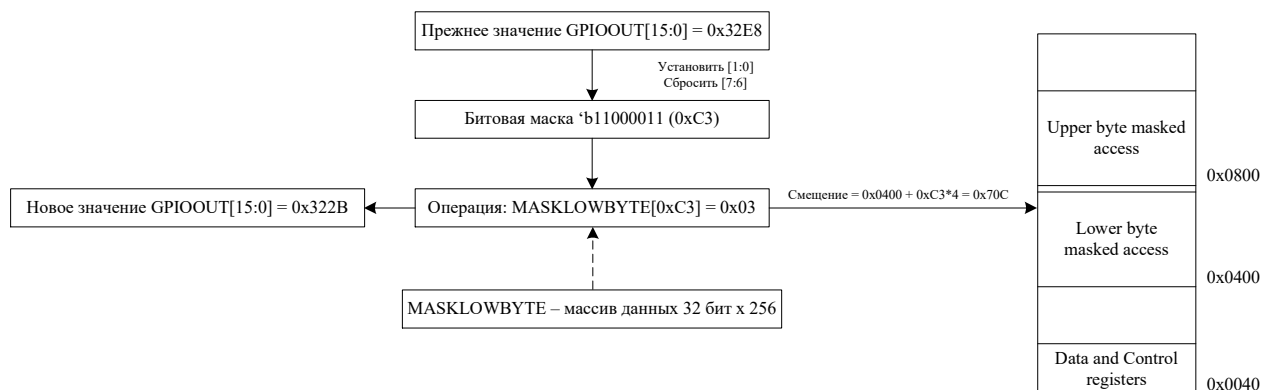 Прежнее значение GPIOOUT[15:0] = 0x32E8
Установить [1:0]
Сбросить [7:6]
Битовая маска ‘b11000011 (0xC3)
Upper byte masked
access
0x0800
Новое значение GPIOOUT[15:0] = 0x322B
Операция: MASKLOWBYTE[0xC3] = 0x03
Смещение = 0x0400 + 0xC3*4 = 0x70C
Lower byte
masked access
0x0400
MASKLOWBYTE – массив данных 32 бит x 256
Data and Control
registers
0x0040